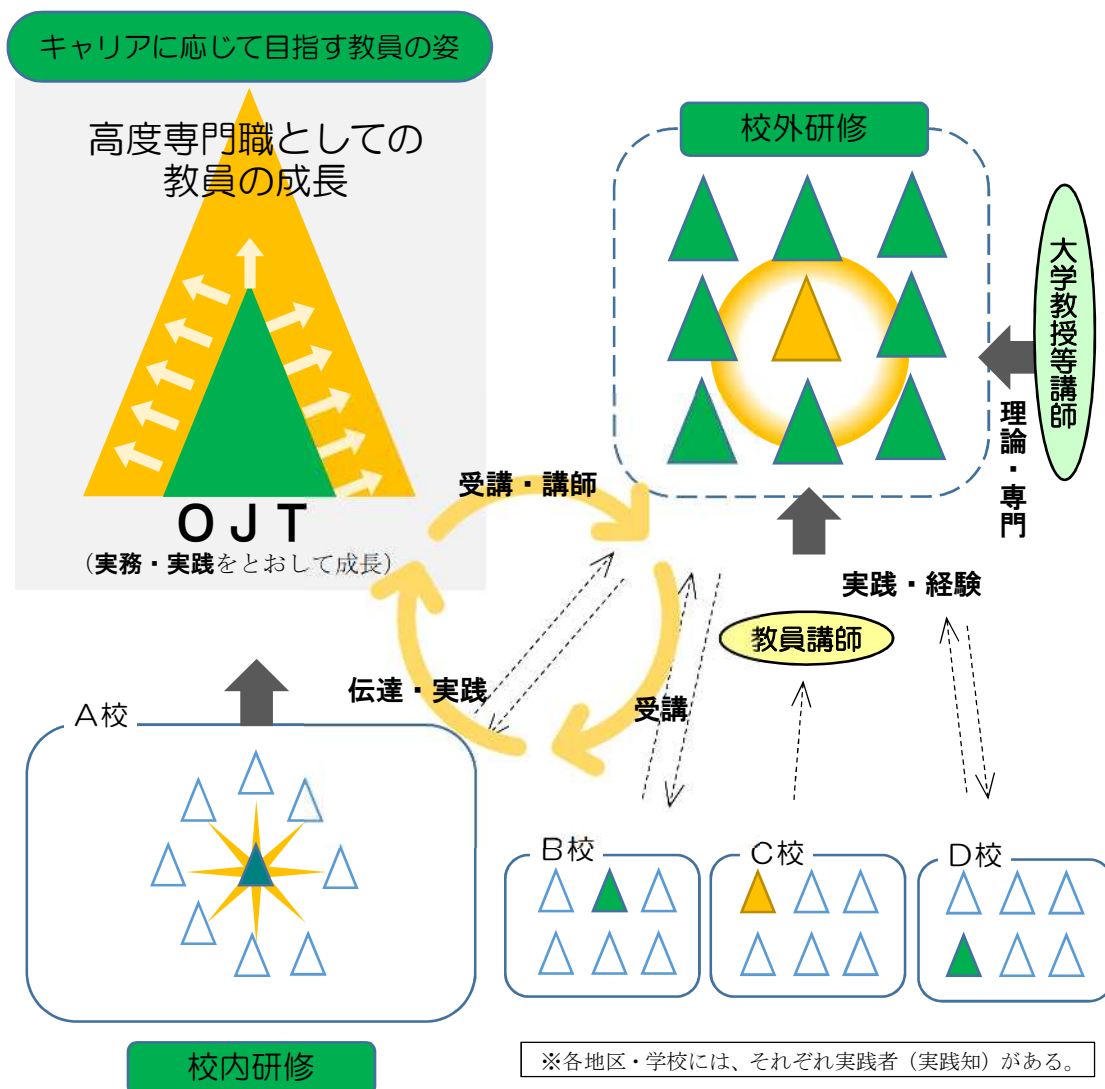 キャリアに応じて目指す教員の姿
高度専門職としての
教員の成長
OJT
(実務・実践をとおして成長)
校外研修
大学教授等講師
理論・専門
受講・講師
実践・経験
教員講師
伝達・実践
受講
A校
B校
C校
D校
校内研修
※各地区・学校には、それぞれ実践者(実践知)がある。